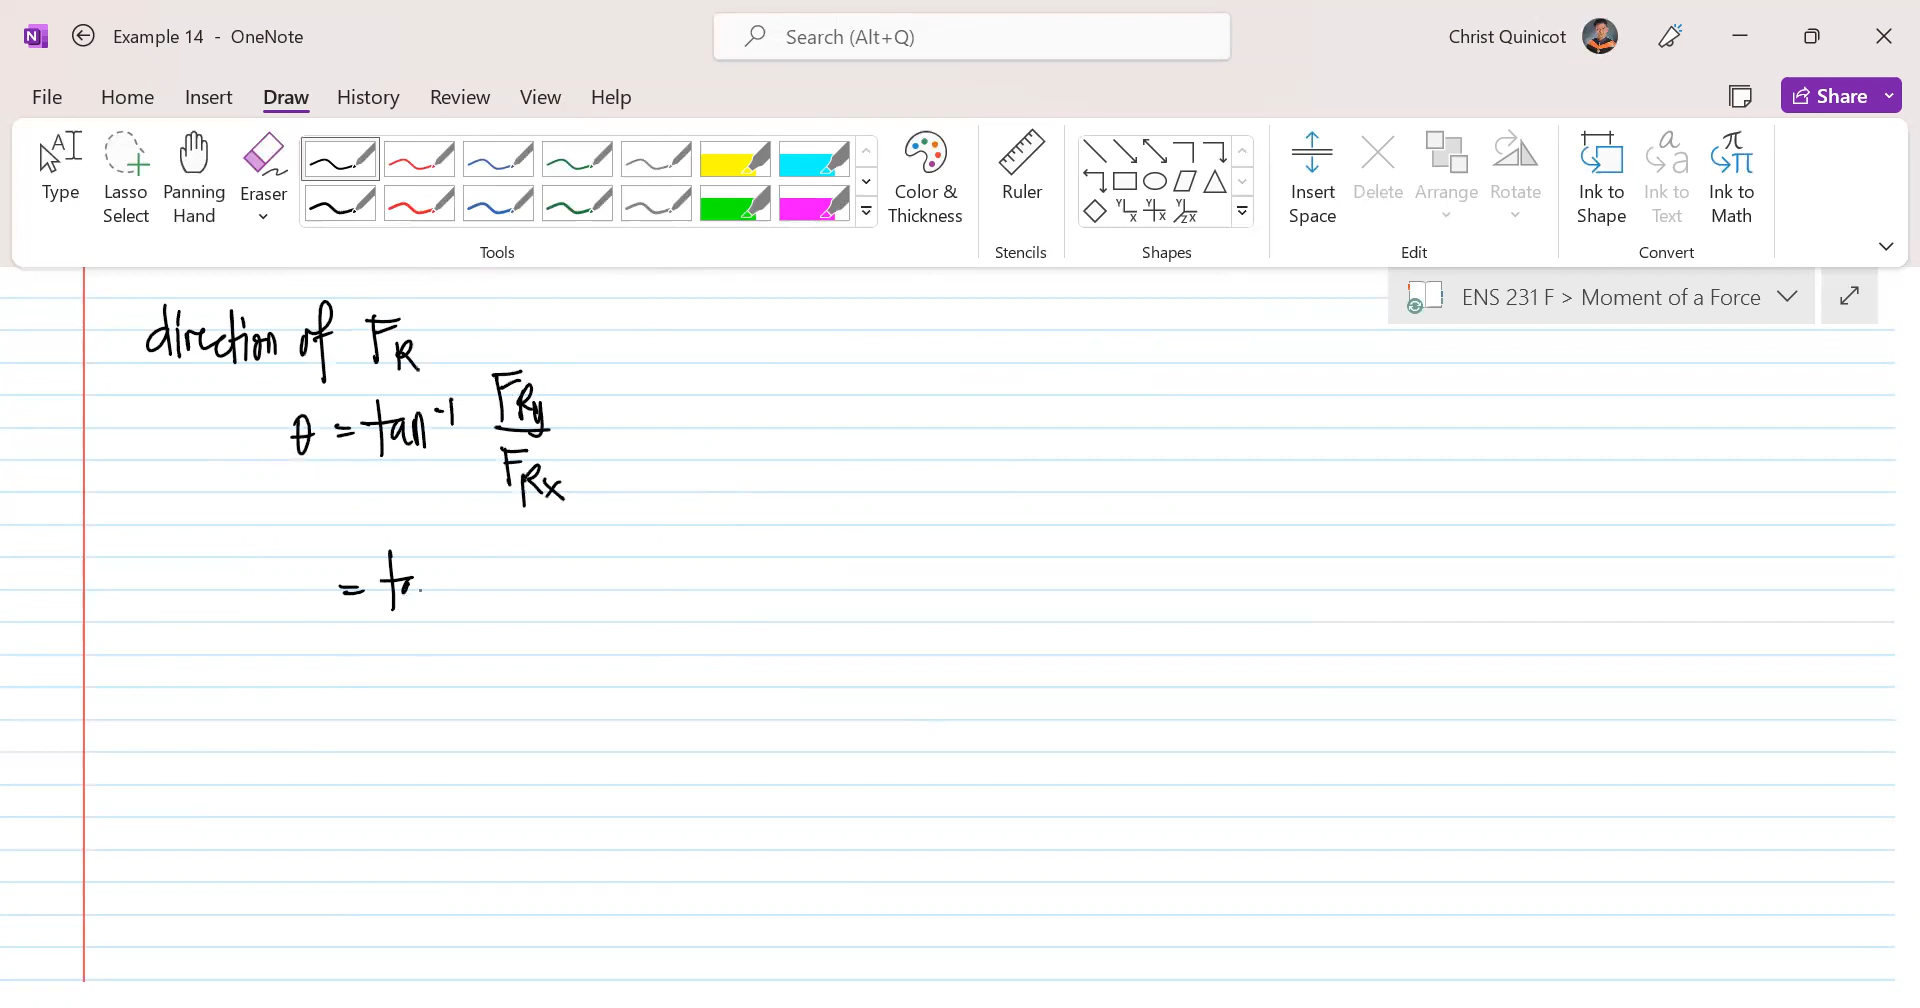 Example 14 - OneNote
Search (Alt+Q)
Christ Quinicot
File Home Insert Draw History Review View Help
Share
Type
Lasso Select
Panning Hand
Eraser
Color & Thickness
Ruler
Insert Space
Delete
Arrange
Rotate
Ink to Shape
Ink to Text
Ink to Math
Tools
Stencils
Shapes
Edit
Convert
ENS 231 F > Moment of a Force
direction of FR
θ = tan⁻¹ FRy / FRx
= ta